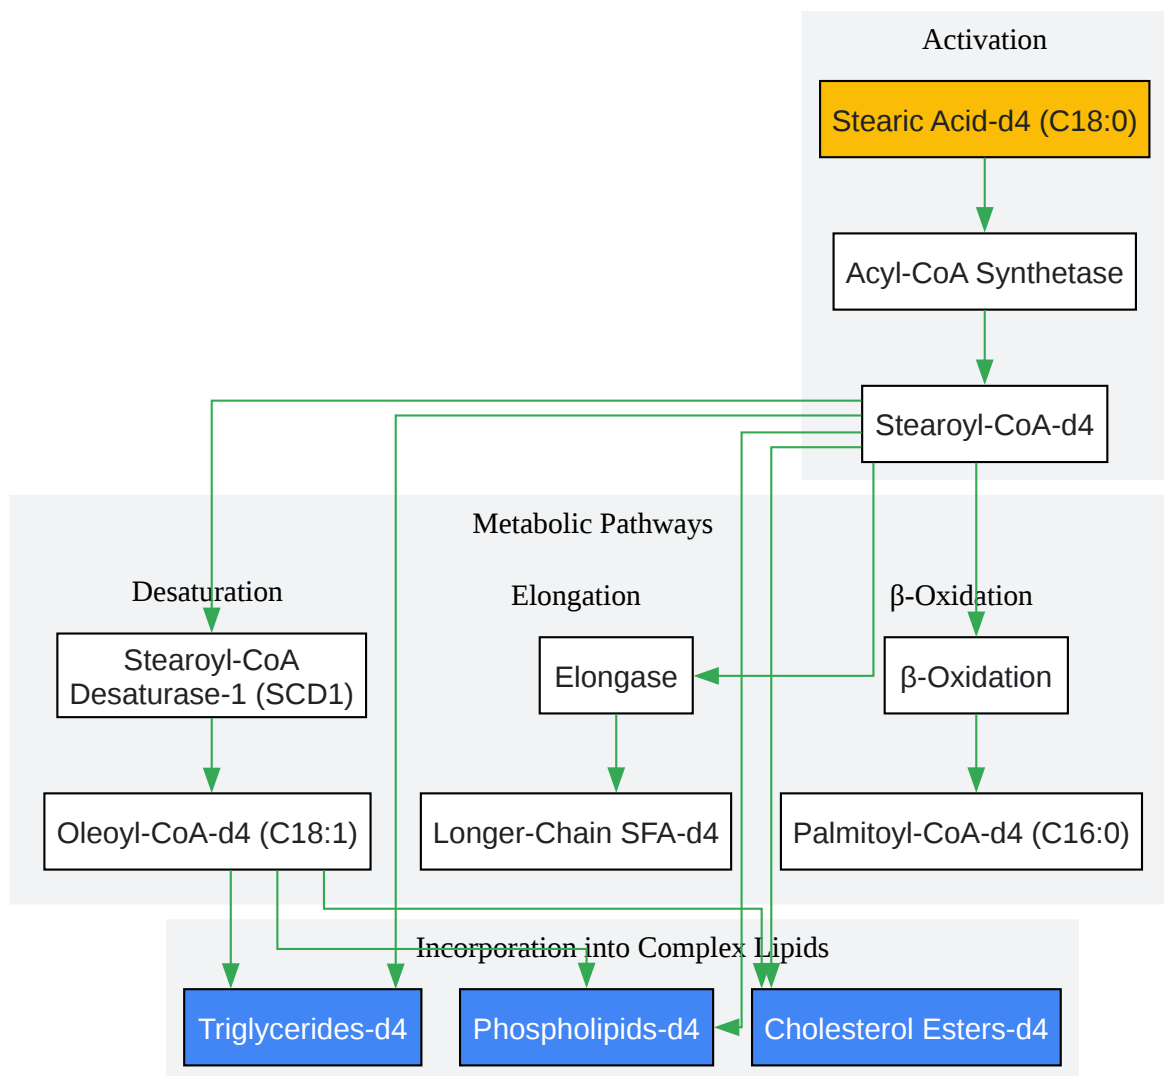 Activation
Stearic Acid-d4 (C18:0)
Acyl-CoA Synthetase
Stearoyl-CoA-d4
Metabolic Pathways
Desaturation
Elongation
β-Oxidation
Stearoyl-CoA
Desaturase-1 (SCD1)
Elongase
β-Oxidation
Oleoyl-CoA-d4 (C18:1)
Longer-Chain SFA-d4
Palmitoyl-CoA-d4 (C16:0)
Incorporation into Complex Lipids
Triglycerides-d4
Phospholipids-d4
Cholesterol Esters-d4